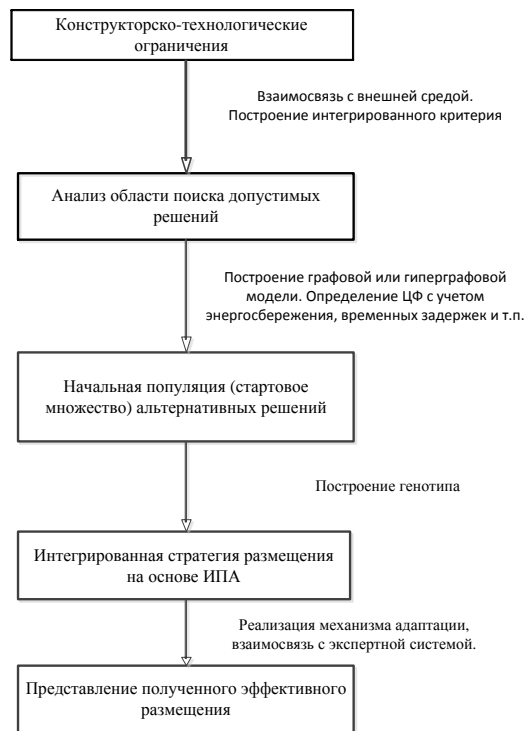 Конструкторско-технологические
ограничения
Взаимосвязь с внешней средой.
Построение интегрированного критерия
Анализ области поиска допустимых
решений
Построение графовой или гиперграфовой
модели. Определение ЦФ с учетом
энергосбережения, временных задержек и т.п.
Начальная популяция (стартовое
множество) альтернативных решений
Построение генотипа
Интегрированная стратегия размещения
на основе ИПА
Реализация механизма адаптации,
взаимосвязь с экспертной системой.
Представление полученного эффективного
размещения